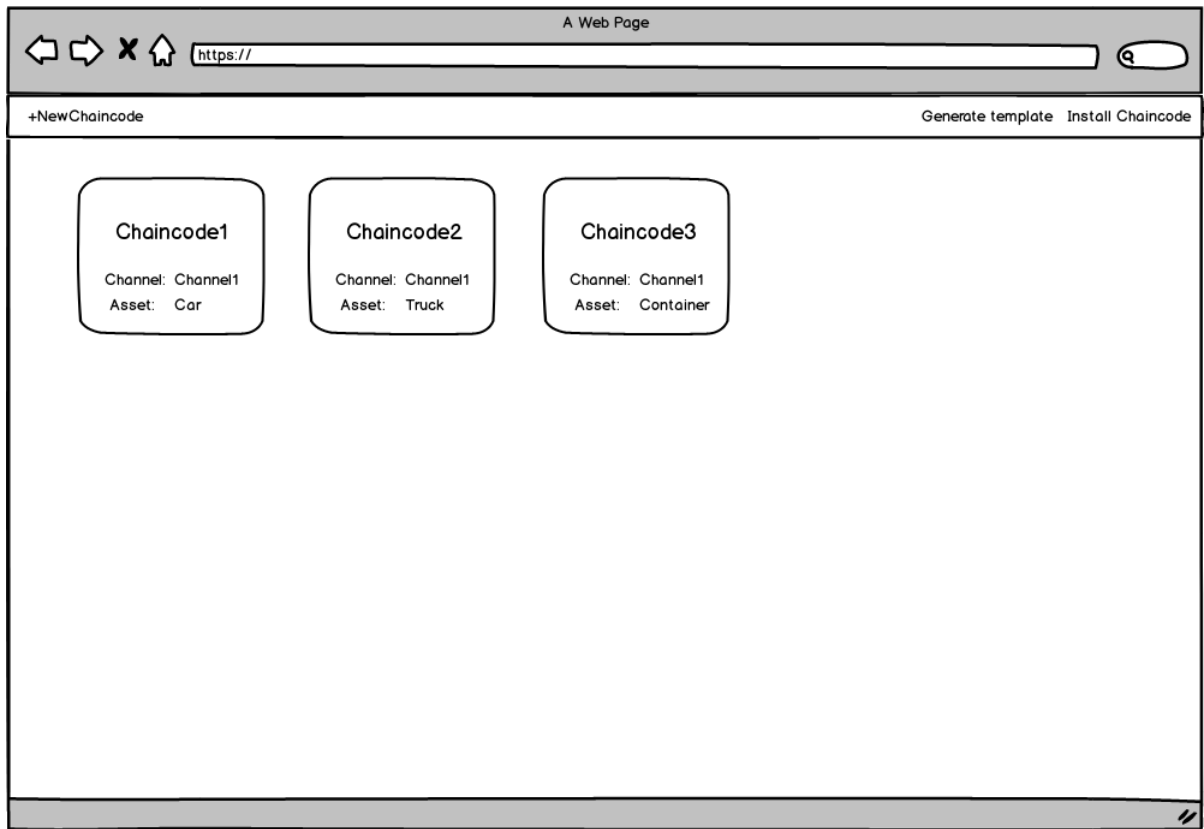 A Web Page
https://
+NewChaincode Generate template Install Chaincode
Chaincode1 Chaincode2 Chaincode3
Channel: Channel1 Channel: Channel1 Channel: Channel1
Asset: Car Asset: Truck Asset: Container